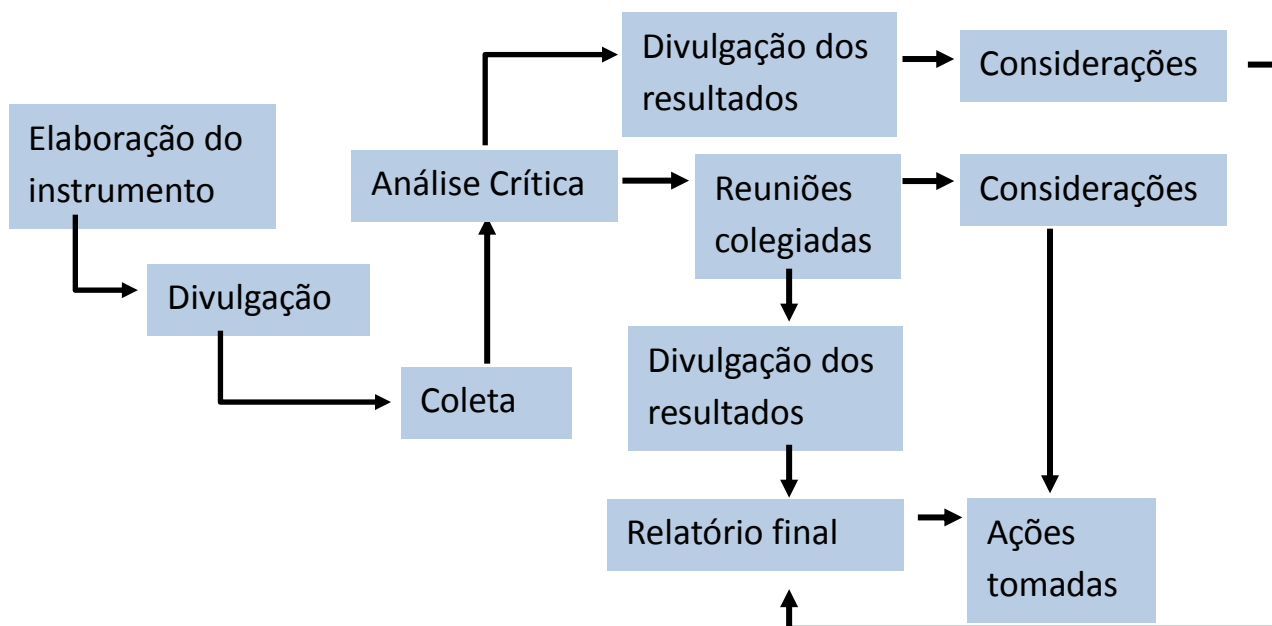 Elaboração do
instrumento
Divulgação
Coleta
Análise Crítica
Divulgação dos
resultados
Considerações
Reuniões
colegiadas
Considerações
Divulgação dos
resultados
Relatório final
Ações
tomadas